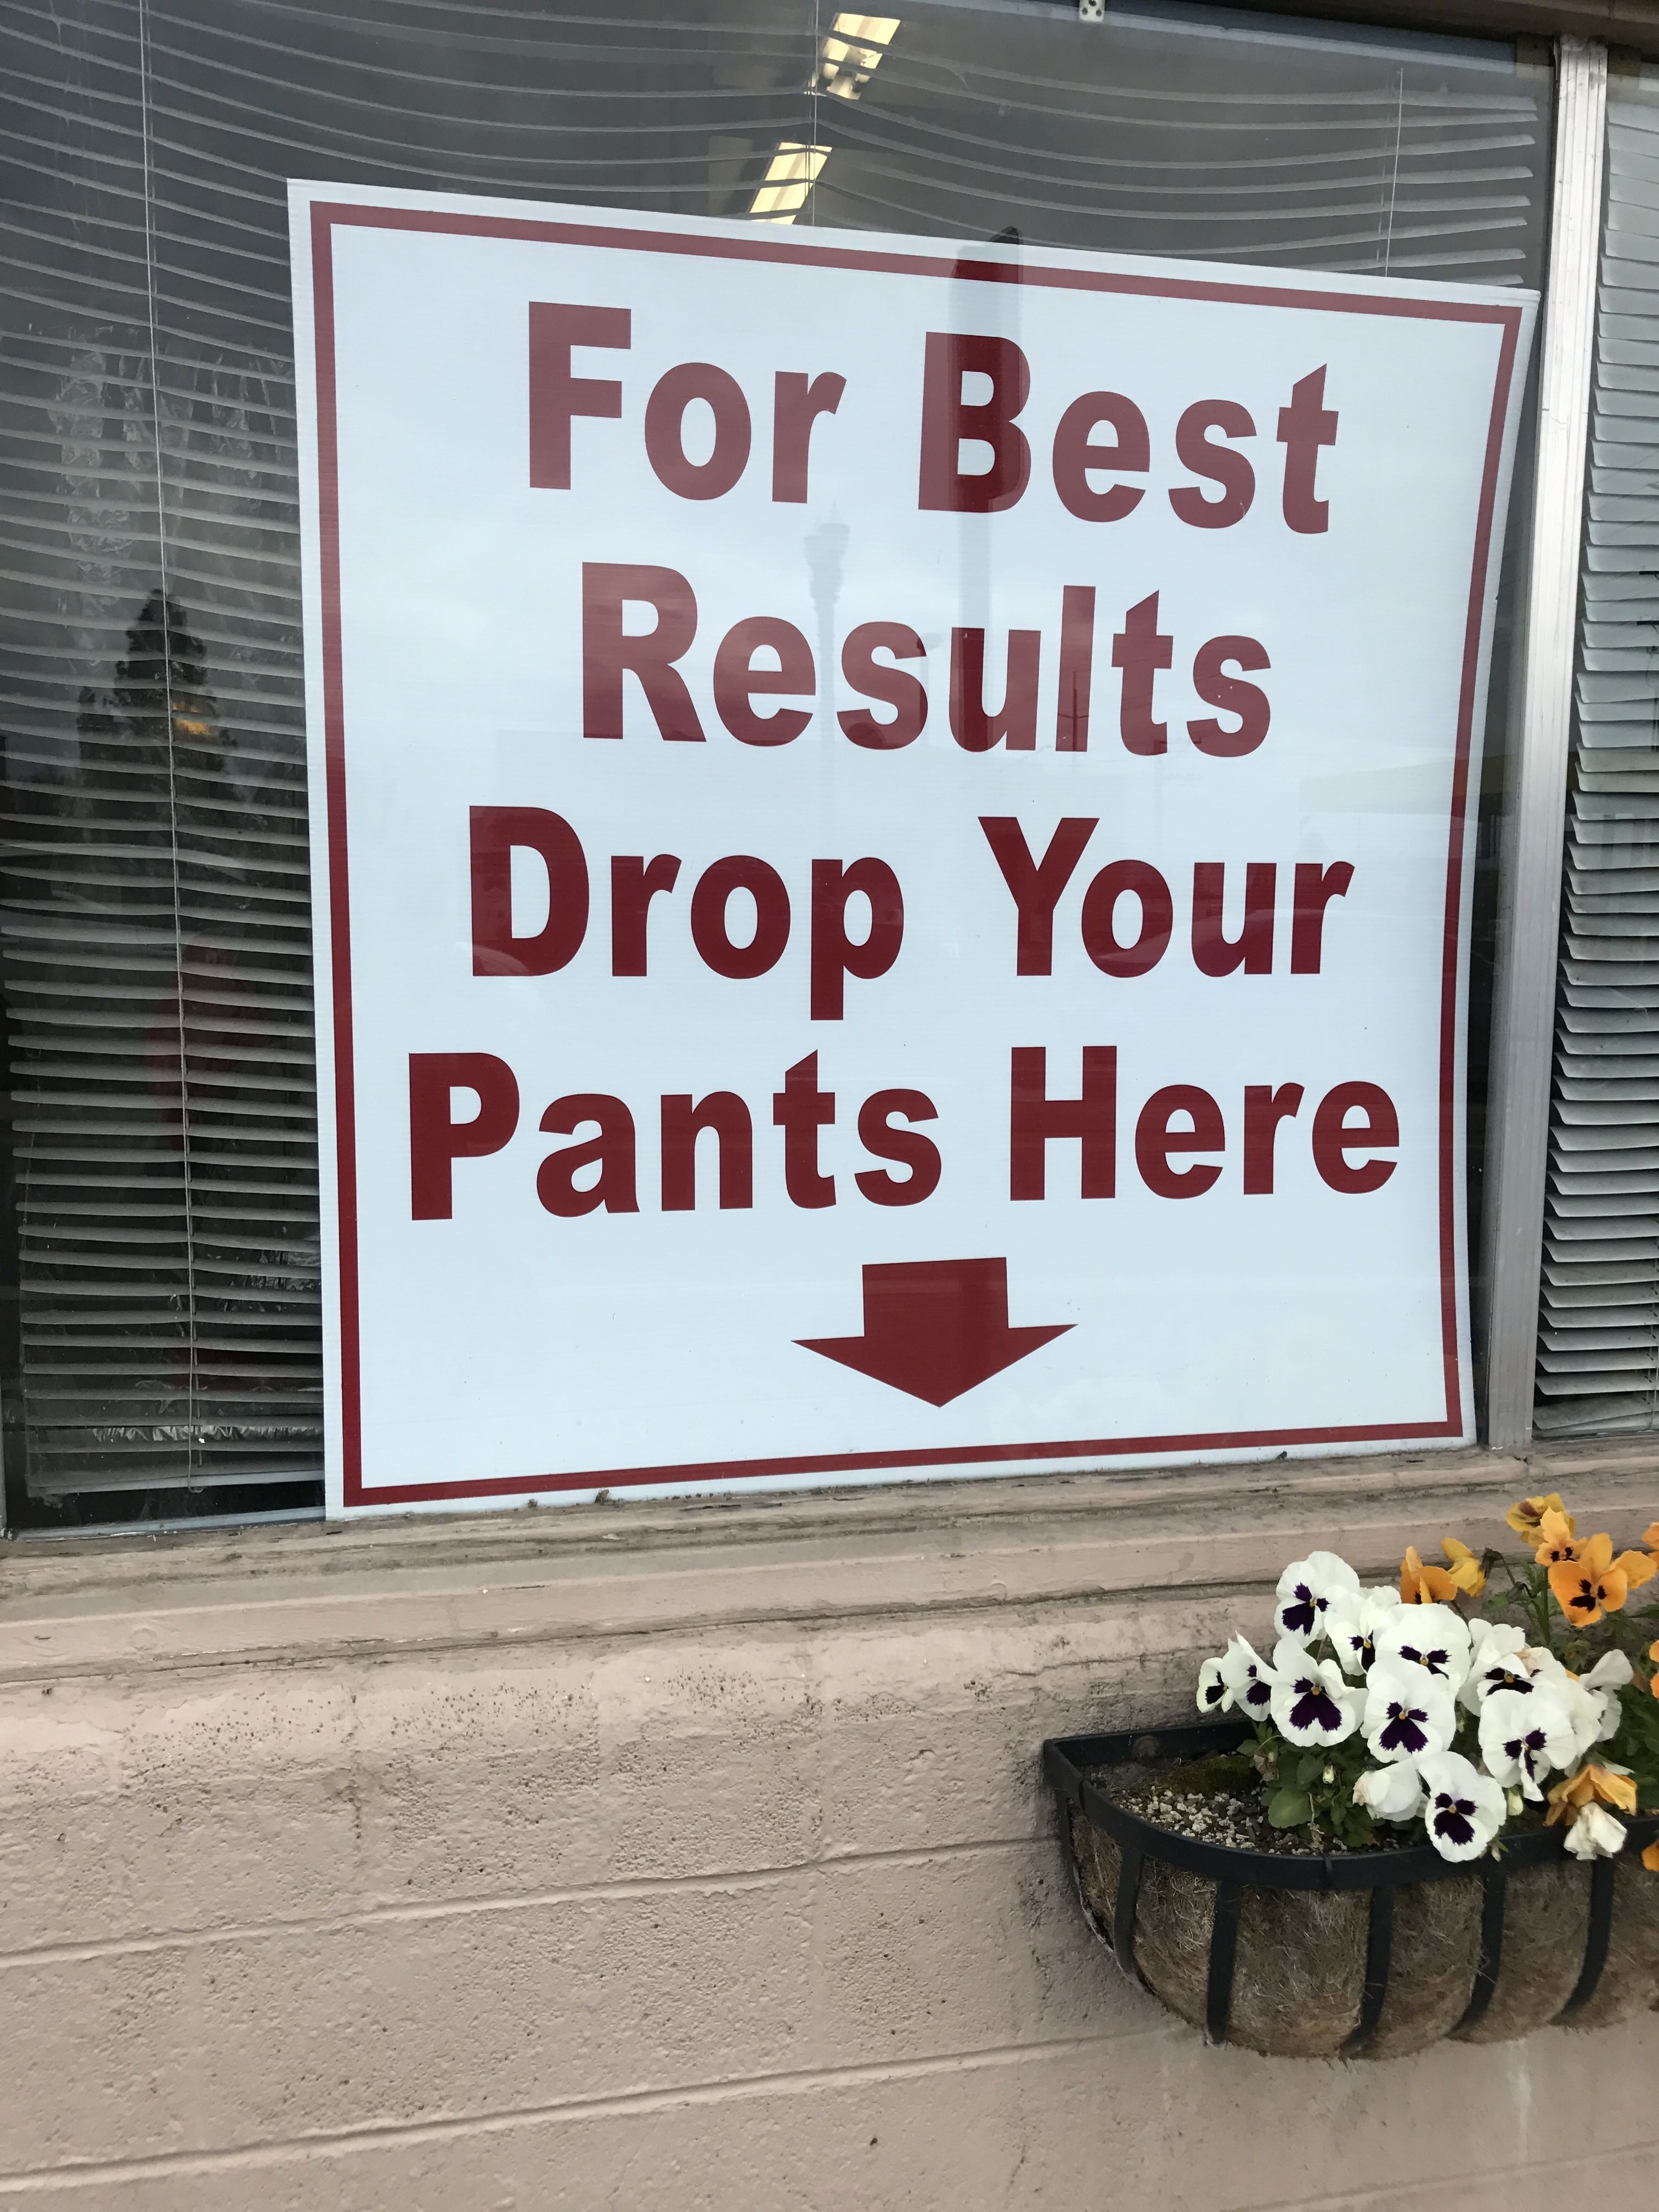 For Best
Results
Drop Your
Pants Here